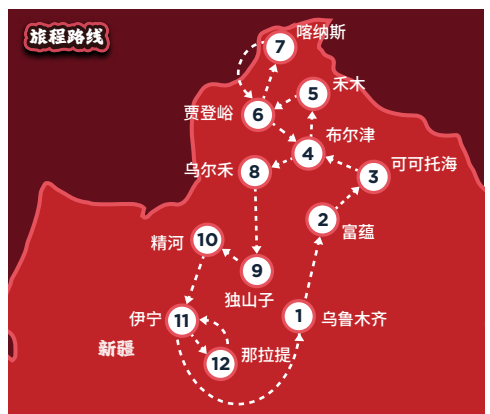 旅程路线
喀纳斯
7
禾木
5
贾登峪
6
布尔津
4
可可托海
3
乌尔禾
8
2
富蕴
精河
10
9
独山子
1
乌鲁木齐
伊宁
11
新疆
那拉提
12